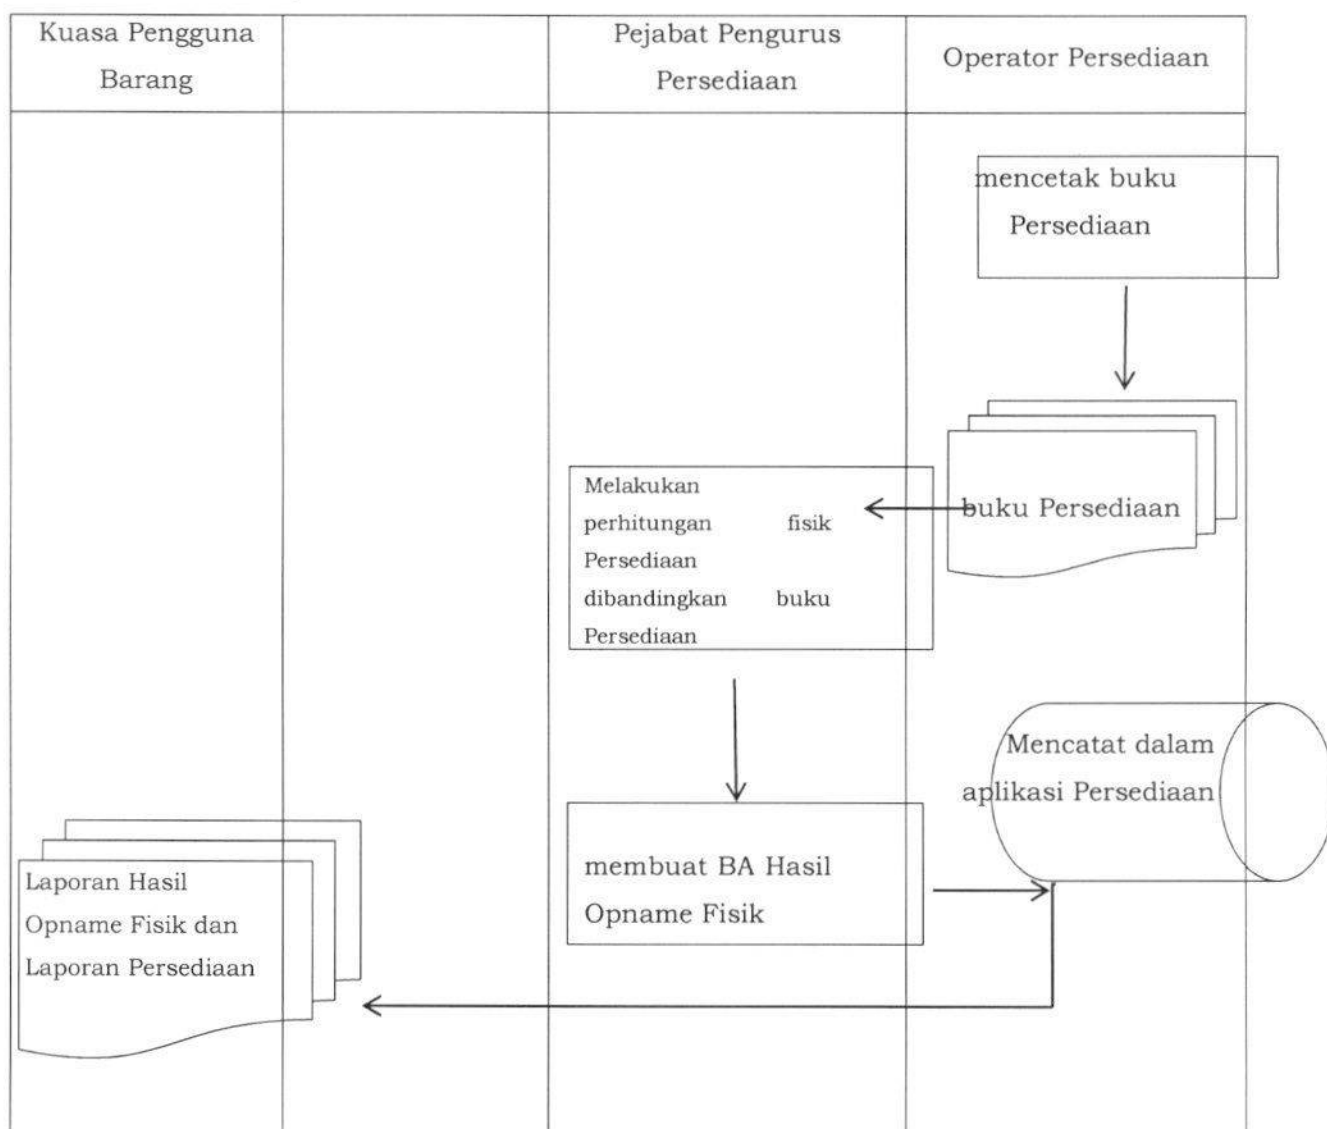 Kuasa Pengguna
Barang
Pejabat Pengurus
Persediaan
Operator Persediaan
mencetak buku
Persediaan
buku Persediaan
Melakukan
perhitungan fisik
Persediaan
dibandingkan buku
Persediaan
Mencatat dalam
aplikasi Persediaan
membuat BA Hasil
Opname Fisik
Laporan Hasil
Opname Fisik dan
Laporan Persediaan